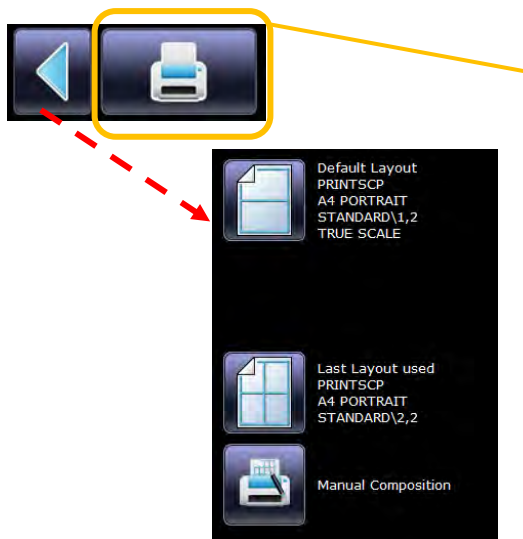 Default Layout
PRINTSCP
A4 PORTRAIT
STANDARD\1,2
TRUE SCALE
Last Layout used
PRINTSCP
A4 PORTRAIT
STANDARD\2,2
Manual Composition